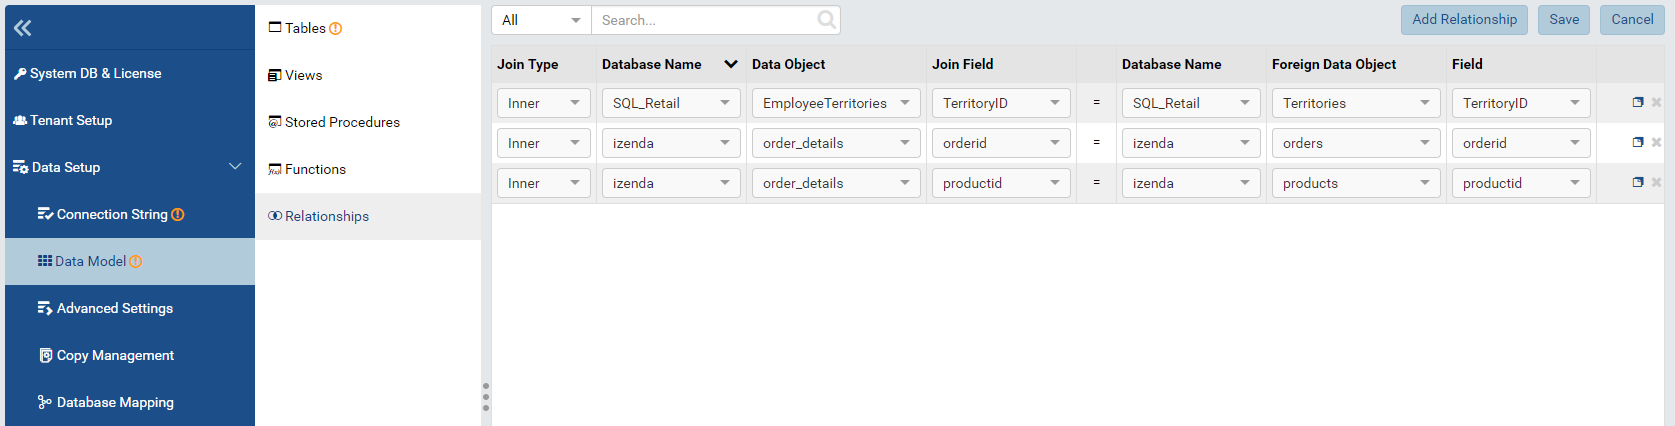 System DB & License
Tenant Setup
Data Setup
Connection String
Data Model
Advanced Settings
Copy Management
Database Mapping
Tables
Views
Stored Procedures
Functions
Relationships
All Search... Add Relationship Save Cancel
Join Type Database Name Data Object Join Field Database Name Foreign Data Object Field
Inner SQL_Retail EmployeeTerritories TerritoryID = SQL_Retail Territories TerritoryID
Inner izenda order_details orderid = izenda orders orderid
Inner izenda order_details productid = izenda products productid